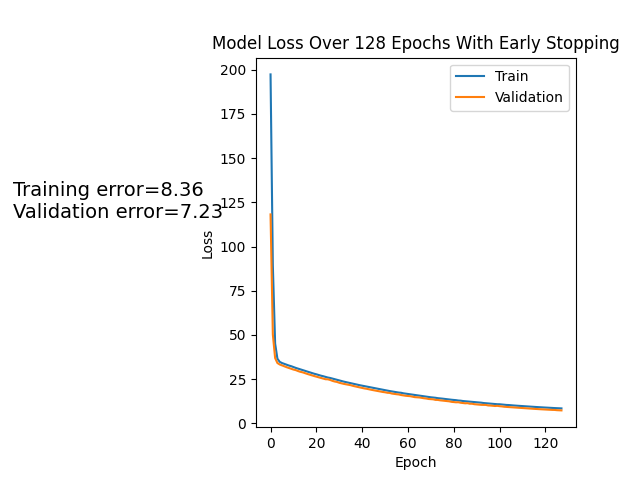 Model Loss Over 128 Epochs With Early Stopping
Train
Validation
Training error=8.36
Validation error=7.23
Loss
200
175
150
125
100
75
50
25
0
0 20 40 60 80 100 120
Epoch